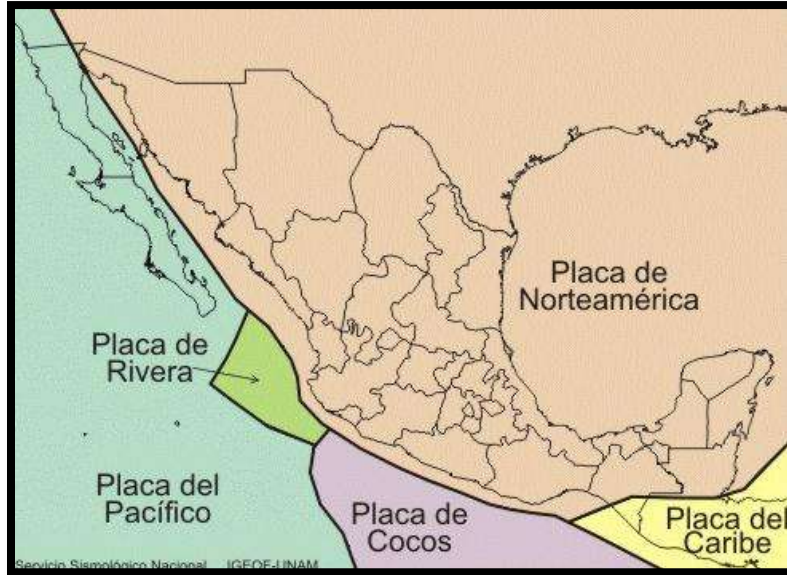 Placa de
Norteamérica
Placa de
Rivera
Placa del
Pacífico
Placa de
Cocos
Placa del
Caribe
Servicio Sismológico Nacional IGEOF-UNAM